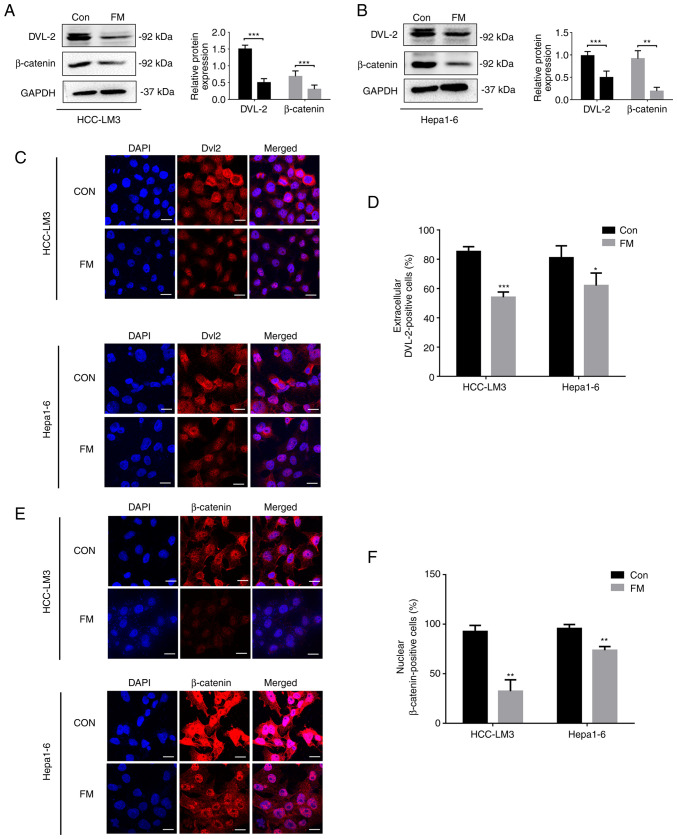 A
Con FM
DVL-2 -92 kDa
β-catenin -92 kDa
GAPDH -37 kDa
HCC-LM3
Relative protein
expression
2.0
1.5
1.0
0.5
0.0
***
***
DVL-2 β-catenin
B
Con FM
DVL-2 -92 kDa
β-catenin -92 kDa
GAPDH -37 kDa
Hepa1-6
Relative protein
expression
1.5
1.0
0.5
0.0
***
**
DVL-2 β-catenin
C
DAPI Dvl2 Merged
HCC-LM3
CON
FM
DAPI Dvl2 Merged
Hepa1-6
CON
FM
D
Extracellular
DVL-2-positive cells (%)
100
80
60
40
20
0
Con
FM
***
*
HCC-LM3 Hepa1-6
E
DAPI β-catenin Merged
HCC-LM3
CON
FM
DAPI β-catenin Merged
Hepa1-6
CON
FM
F
Nuclear
β-catenin-positive cells (%)
150
100
50
0
Con
FM
**
**
HCC-LM3 Hepa1-6